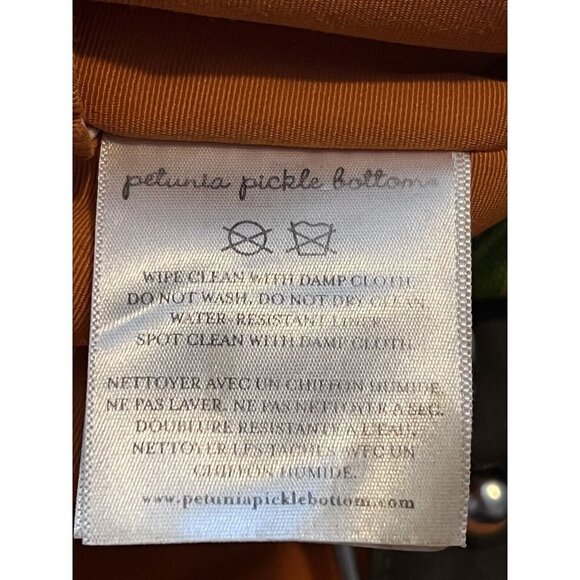 petunia pickle bottom
WIPE CLEAN WITH DAMP CLOTH.
DO NOT WASH. DO NOT DRY CLEAN.
WATER-RESISTANT LINER
SPOT CLEAN WITH DAMP CLOTH.
NETTOYER AVEC UN CHIFFON HUMIDE.
NE PAS LAVER. NE PAS NETTOYER A SEC.
DOUBLURE RESISTANT A L'EAU.
NETTOYER LES TACHES AVEC UN
CHIFFON HUMIDE.
www.petuniapicklebottom.com